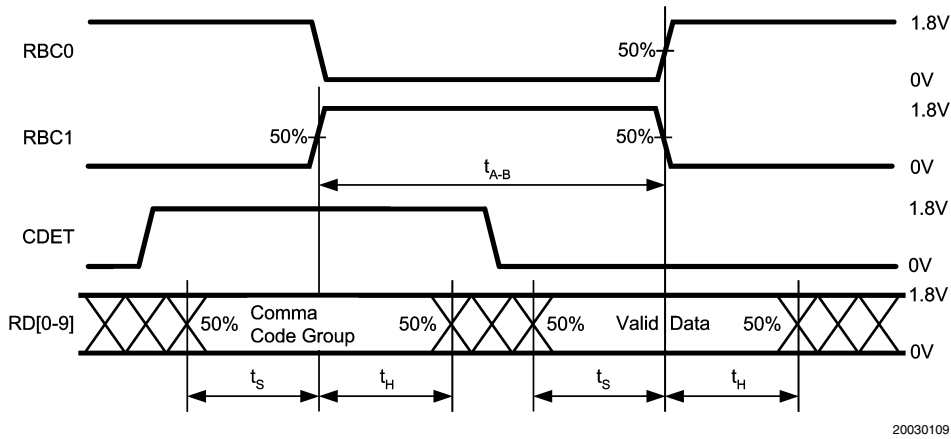 RBC0
50%
1.8V
0V
RBC1
50%
50%
1.8V
0V
tA-B
CDET
1.8V
0V
RD[0-9]
50%
Comma
Code Group
50%
50%
Valid Data
50%
1.8V
0V
tS
tH
tS
tH
20030109